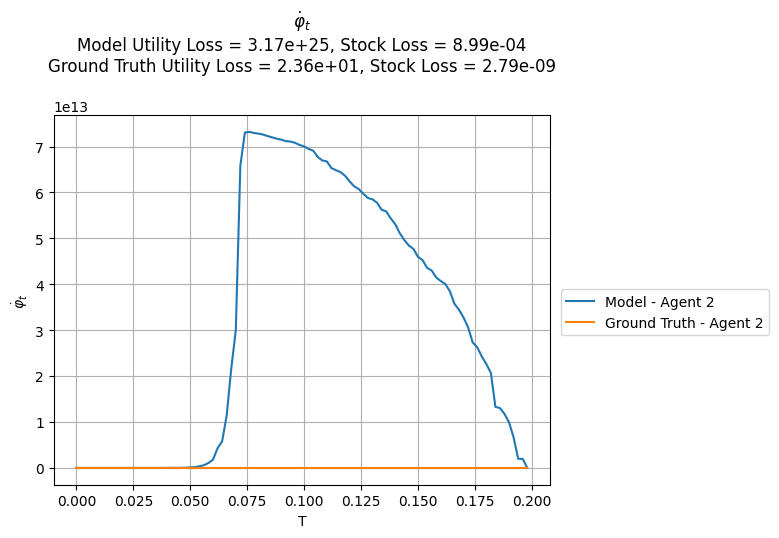 φ̇ₜ
Model Utility Loss = 3.17e+25, Stock Loss = 8.99e-04
Ground Truth Utility Loss = 2.36e+01, Stock Loss = 2.79e-09
1e13
7
6
5
4
3
2
1
0
φ̇ₜ
0.000 0.025 0.050 0.075 0.100 0.125 0.150 0.175 0.200
T
Model - Agent 2
Ground Truth - Agent 2